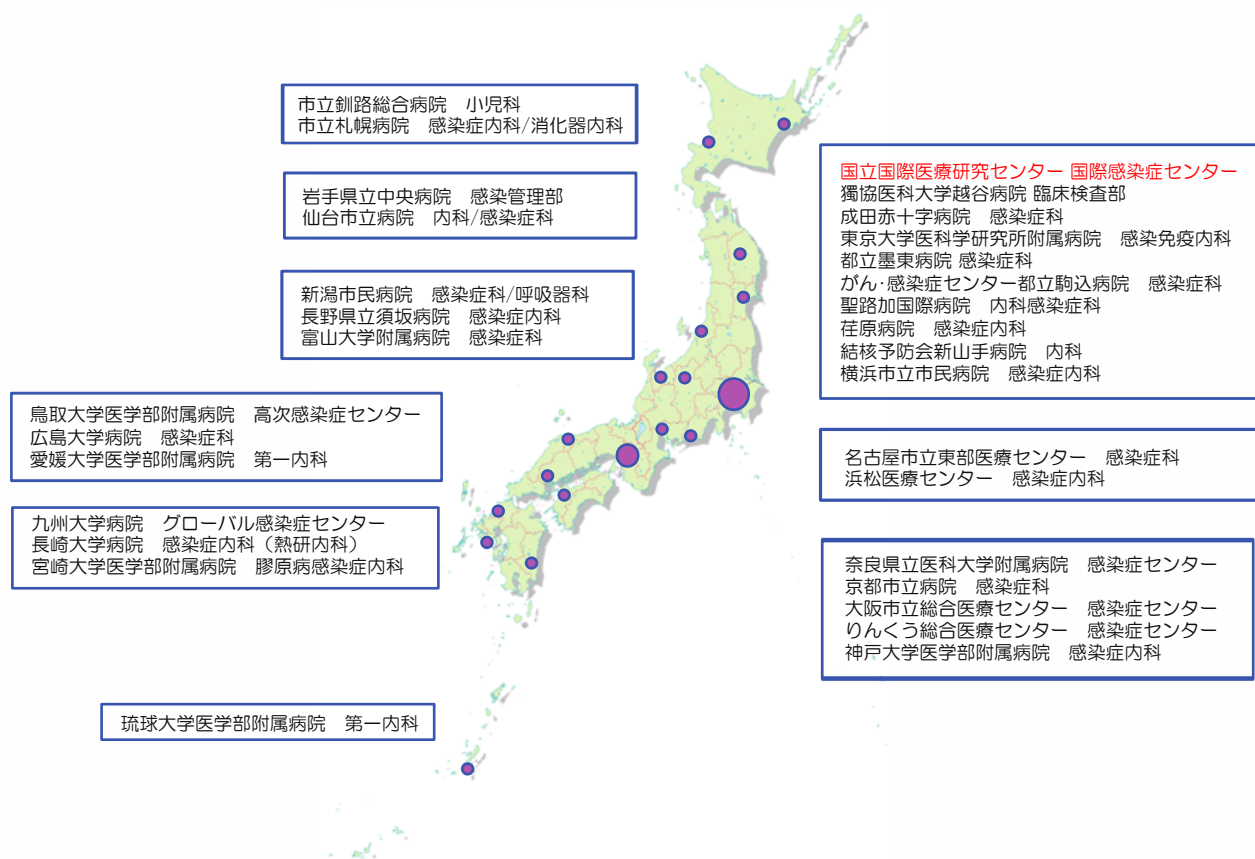 市立釧路総合病院　小児科
市立札幌病院　感染症内科/消化器内科
岩手県立中央病院　感染管理部
仙台市立病院　内科/感染症科
新潟市民病院　感染症科/呼吸器科
長野県立須坂病院　感染症内科
富山大学附属病院　感染症科
鳥取大学医学部附属病院　高次感染症センター
広島大学病院　感染症科
愛媛大学医学部附属病院　第一内科
九州大学病院　グローバル感染症センター
長崎大学病院　感染症内科（熱研内科）
宮崎大学医学部附属病院　膠原病感染症内科
琉球大学医学部附属病院　第一内科
国立国際医療研究センター 国際感染症センター
獨協医科大学越谷病院 臨床検査部
成田赤十字病院　感染症科
東京大学医科学研究所附属病院　感染免疫内科
都立墨東病院 感染症科
がん・感染症センター都立駒込病院　感染症科
聖路加国際病院　内科感染症科
荏原病院　感染症内科
結核予防会新山手病院　内科
横浜市立市民病院　感染症内科
名古屋市立東部医療センター　感染症科
浜松医療センター　感染症内科
奈良県立医科大学附属病院　感染症センター
京都市立病院　感染症科
大阪市立総合医療センター　感染症センター
りんくう総合医療センター　感染症センター
神戸大学医学部附属病院　感染症内科